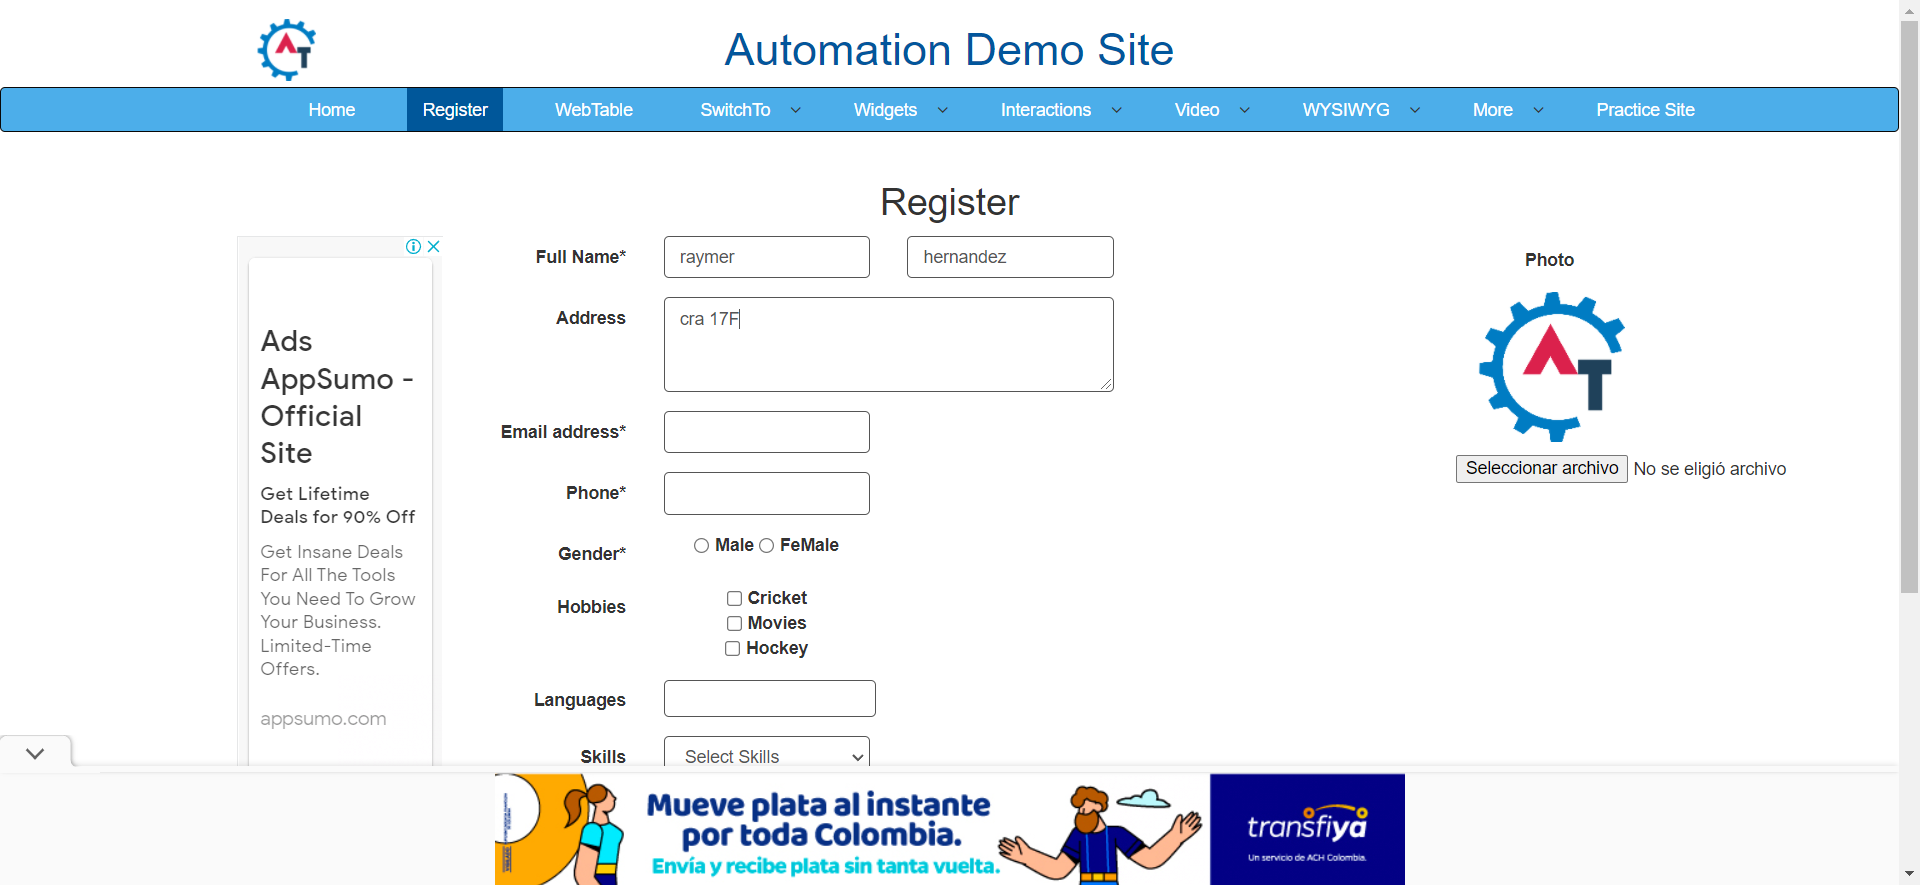 AT
Automation Demo Site
Home Register WebTable SwitchTo Widgets Interactions Video WYSIWYG More Practice Site
Register
Full Name* raymer hernandez
Address cra 17F
Email address*
Phone*
Gender* Male FeMale
Hobbies Cricket
Movies
Hockey
Languages
Skills Select Skills
Photo
AT
Seleccionar archivo No se eligió archivo
Ads
AppSumo -
Official
Site
Get Lifetime
Deals for 90% Off
Get Insane Deals
For All The Tools
You Need To Grow
Your Business.
Limited-Time
Offers.
appsumo.com
Mueve plata al instante
por toda Colombia.
Envía y recibe plata sin tanta vuelta.
transfiya
Un servicio de ACH Colombia.